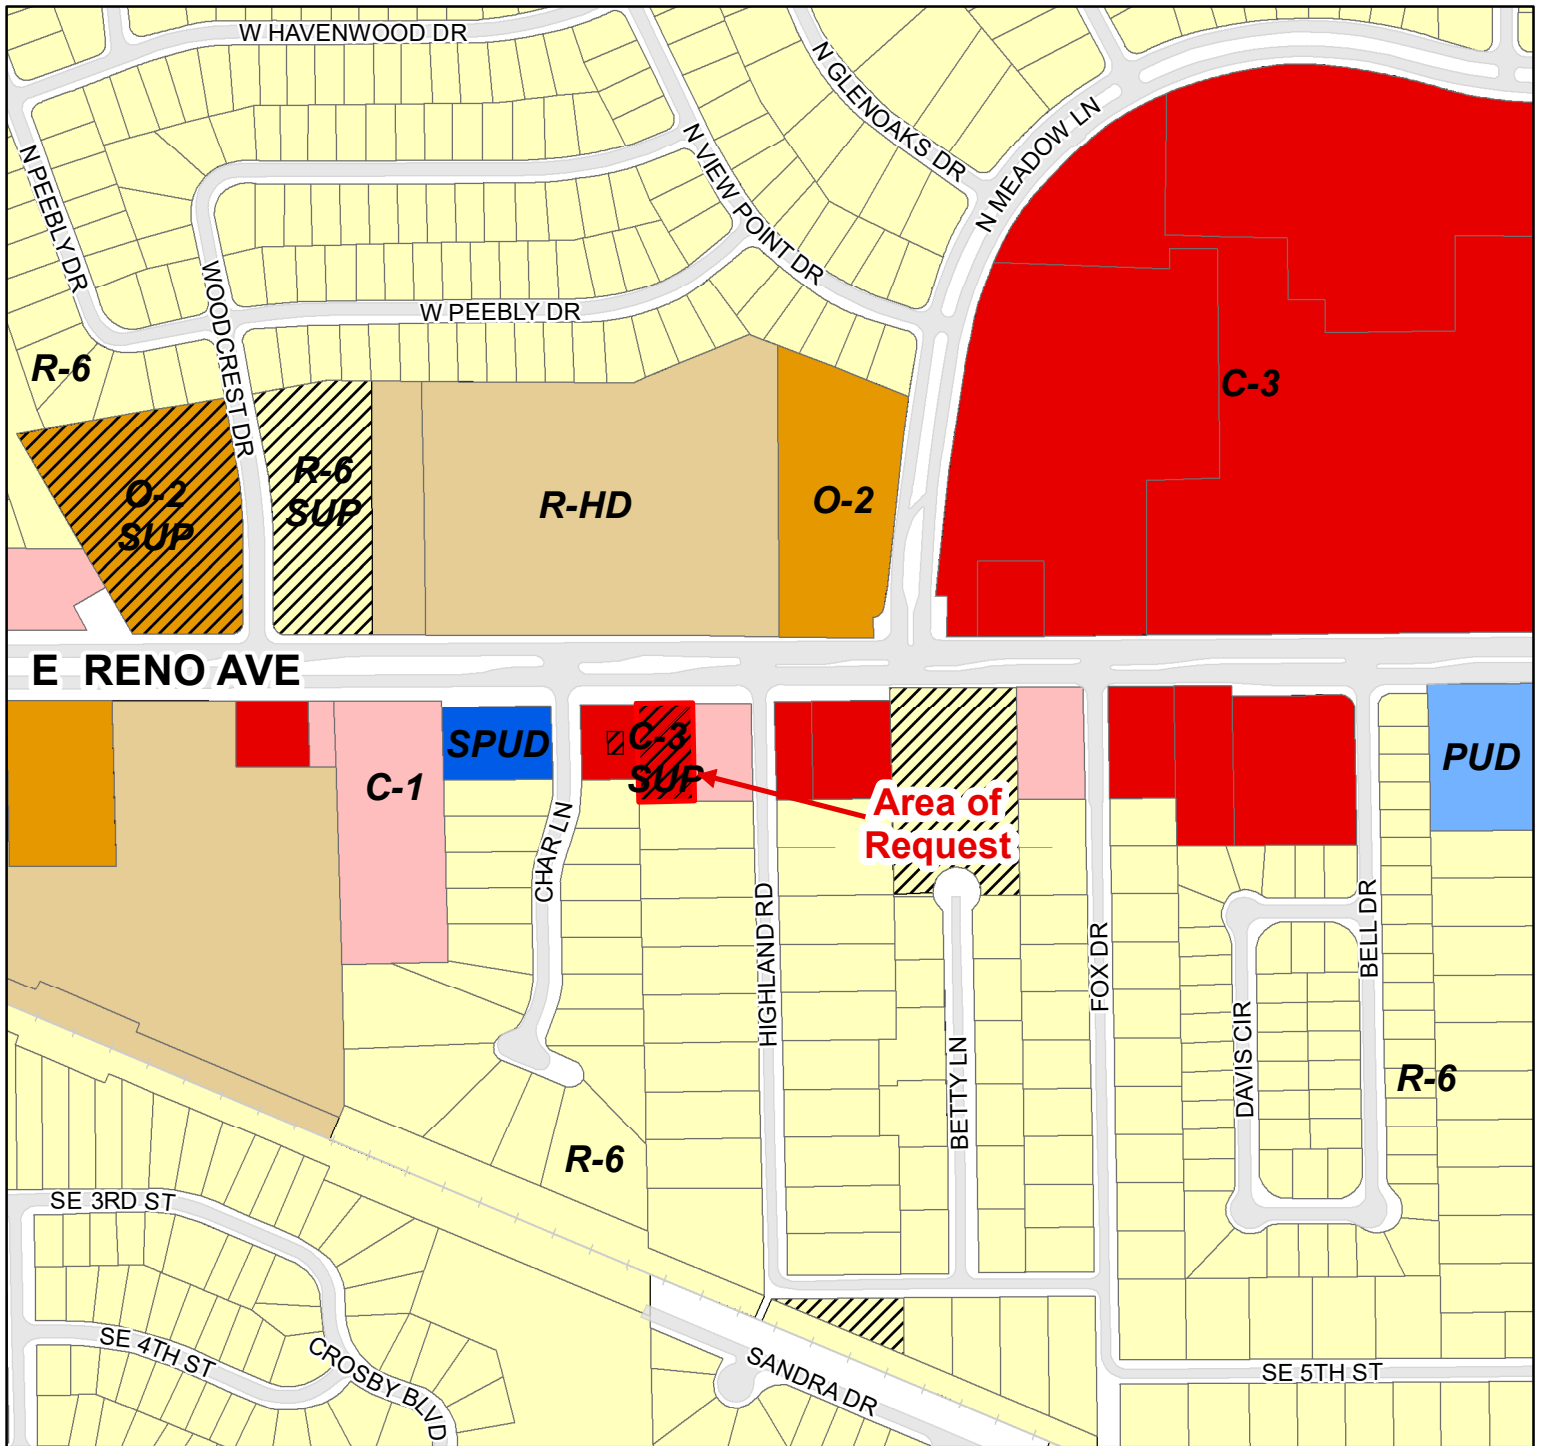 W HAVENWOOD DR
N GLENOAKS DR
N MEADOW LN
N VIEW POINT DR
N PEEBLY DR
WOODCREST DR
W PEEBLY DR
R-6
C-3
O-2
SUP
R-6
SUP
R-HD
O-2
E RENO AVE
SPUD
C-3
SUP
C-1
PUD
Area of
Request
CHAR LN
HIGHLAND RD
BETTY LN
FOX DR
DAVIS CIR
BELL DR
R-6
R-6
SE 3RD ST
SE 4TH ST
CROSBY BLVD
SANDRA DR
SE 5TH ST